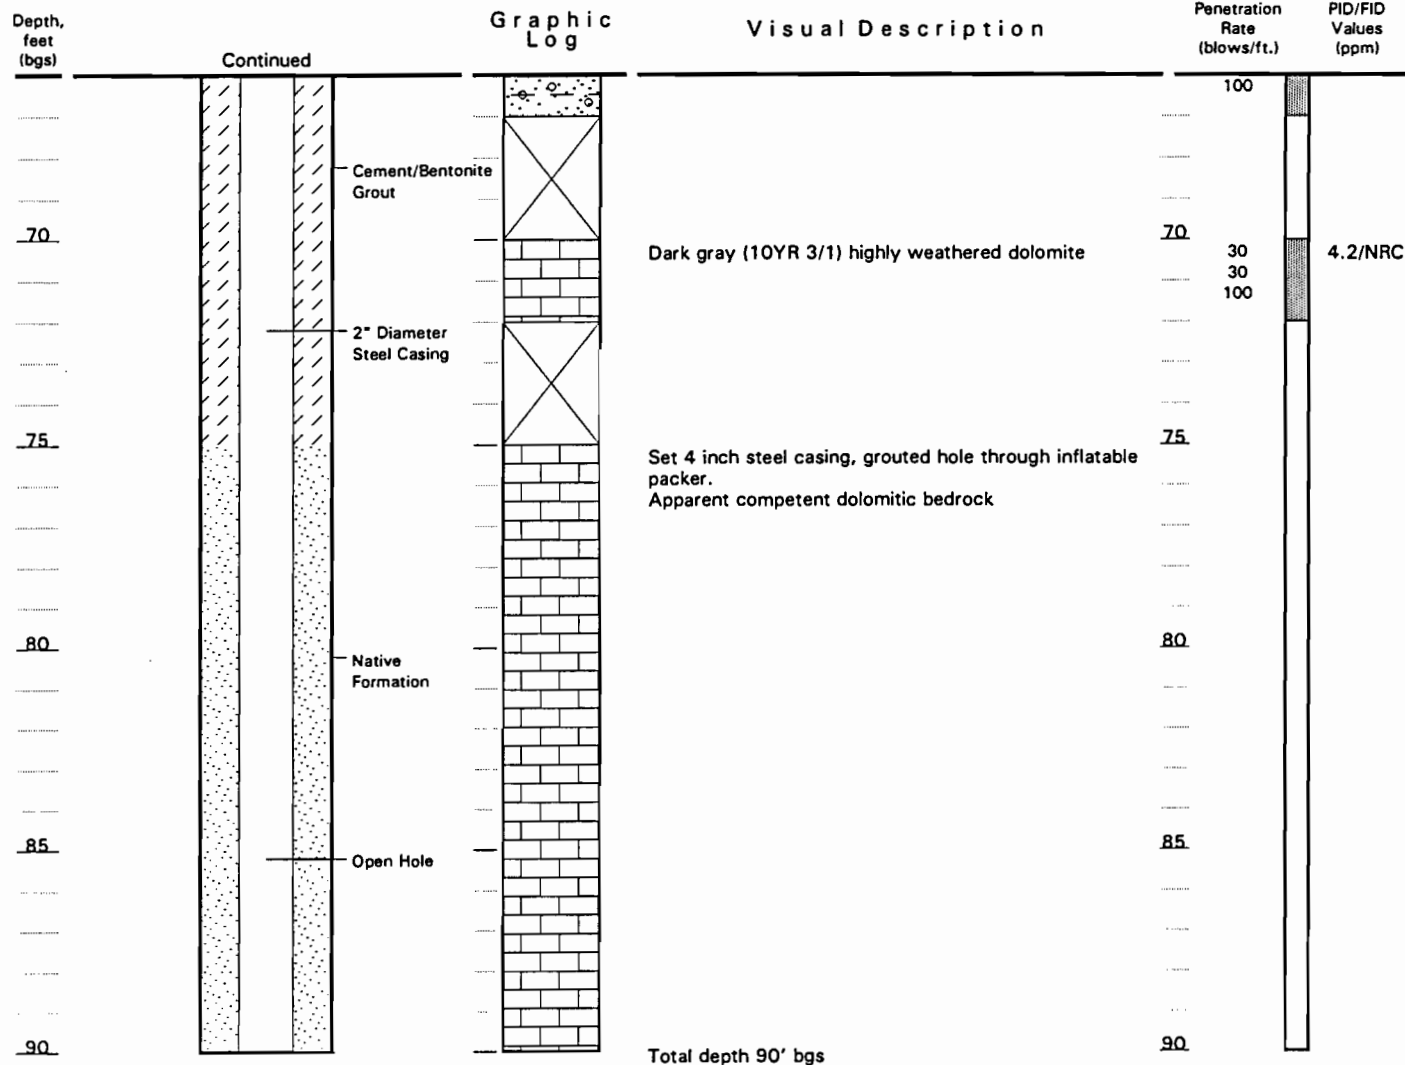 Depth,
feet
(bgs)
Continued
Graphic
Log
Visual Description
Penetration
Rate
(blows/ft.)
PID/FID
Values
(ppm)
100
Cement/Bentonite
Grout
70
Dark gray (10YR 3/1) highly weathered dolomite
70
30
30
100
4.2/NRC
2" Diameter
Steel Casing
75
Set 4 inch steel casing, grouted hole through inflatable
packer.
Apparent competent dolomitic bedrock
75
80
Native
Formation
80
85
Open Hole
85
90
Total depth 90' bgs
90